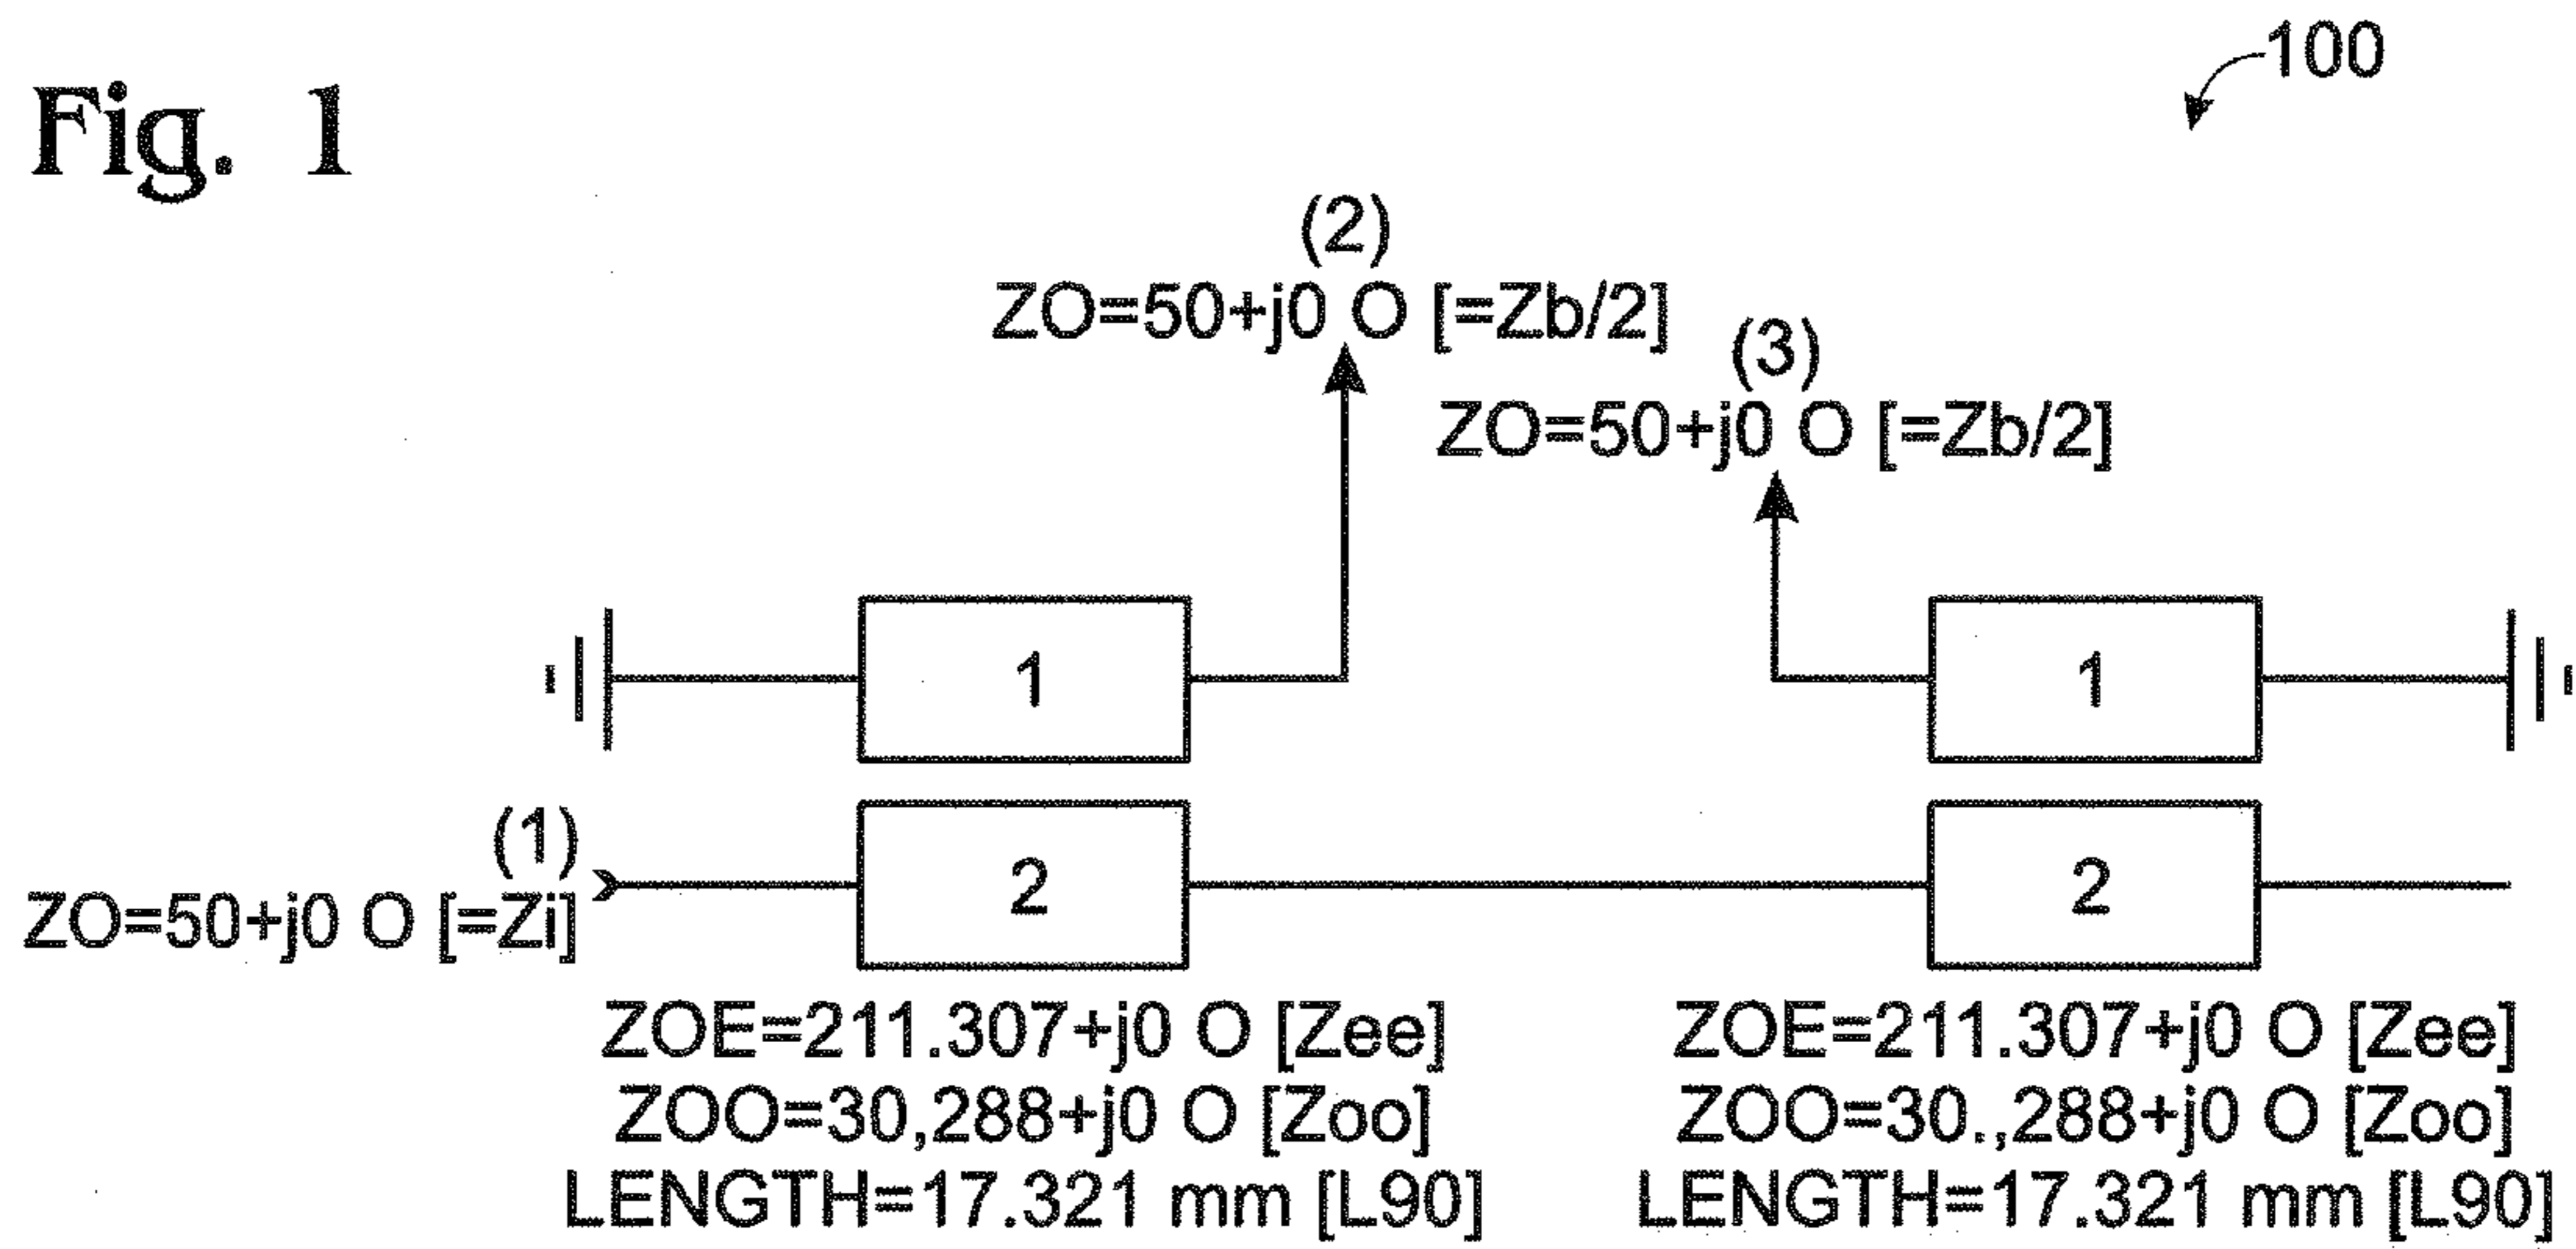 Fig. 1
100
(2)
ZO=50+j0 O [=Zb/2]
(3)
ZO=50+j0 O [=Zb/2]
1
1
(1)
ZO=50+j0 O [=Zi]
2
2
ZOE=211.307+j0 O [Zee]
ZOO=30,288+j0 O [Zoo]
LENGTH=17.321 mm [L90]
ZOE=211.307+j0 O [Zee]
ZOO=30.,288+j0 O [Zoo]
LENGTH=17.321 mm [L90]